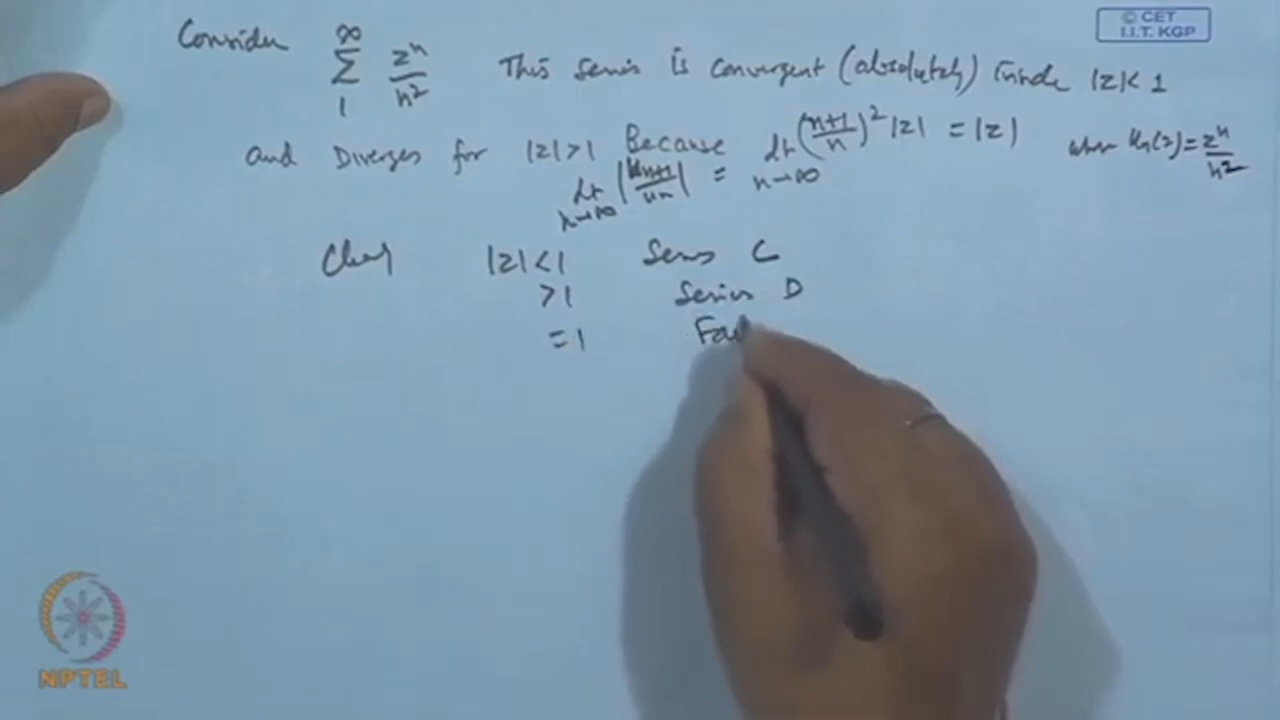 © CET
I.I.T. KGP
Consider ∞ Σ 1 zⁿ/n² This series is convergent (absolutely) inside |z| < 1
and Diverges for |z| > 1 Because lt n→∞ |uₙ₊₁/uₙ| = lt n→∞ (n+1/n)² |z| = |z| when uₙ(z) = zⁿ/n²
|z| < 1 Series C
> 1 Series D
= 1
NPTEL